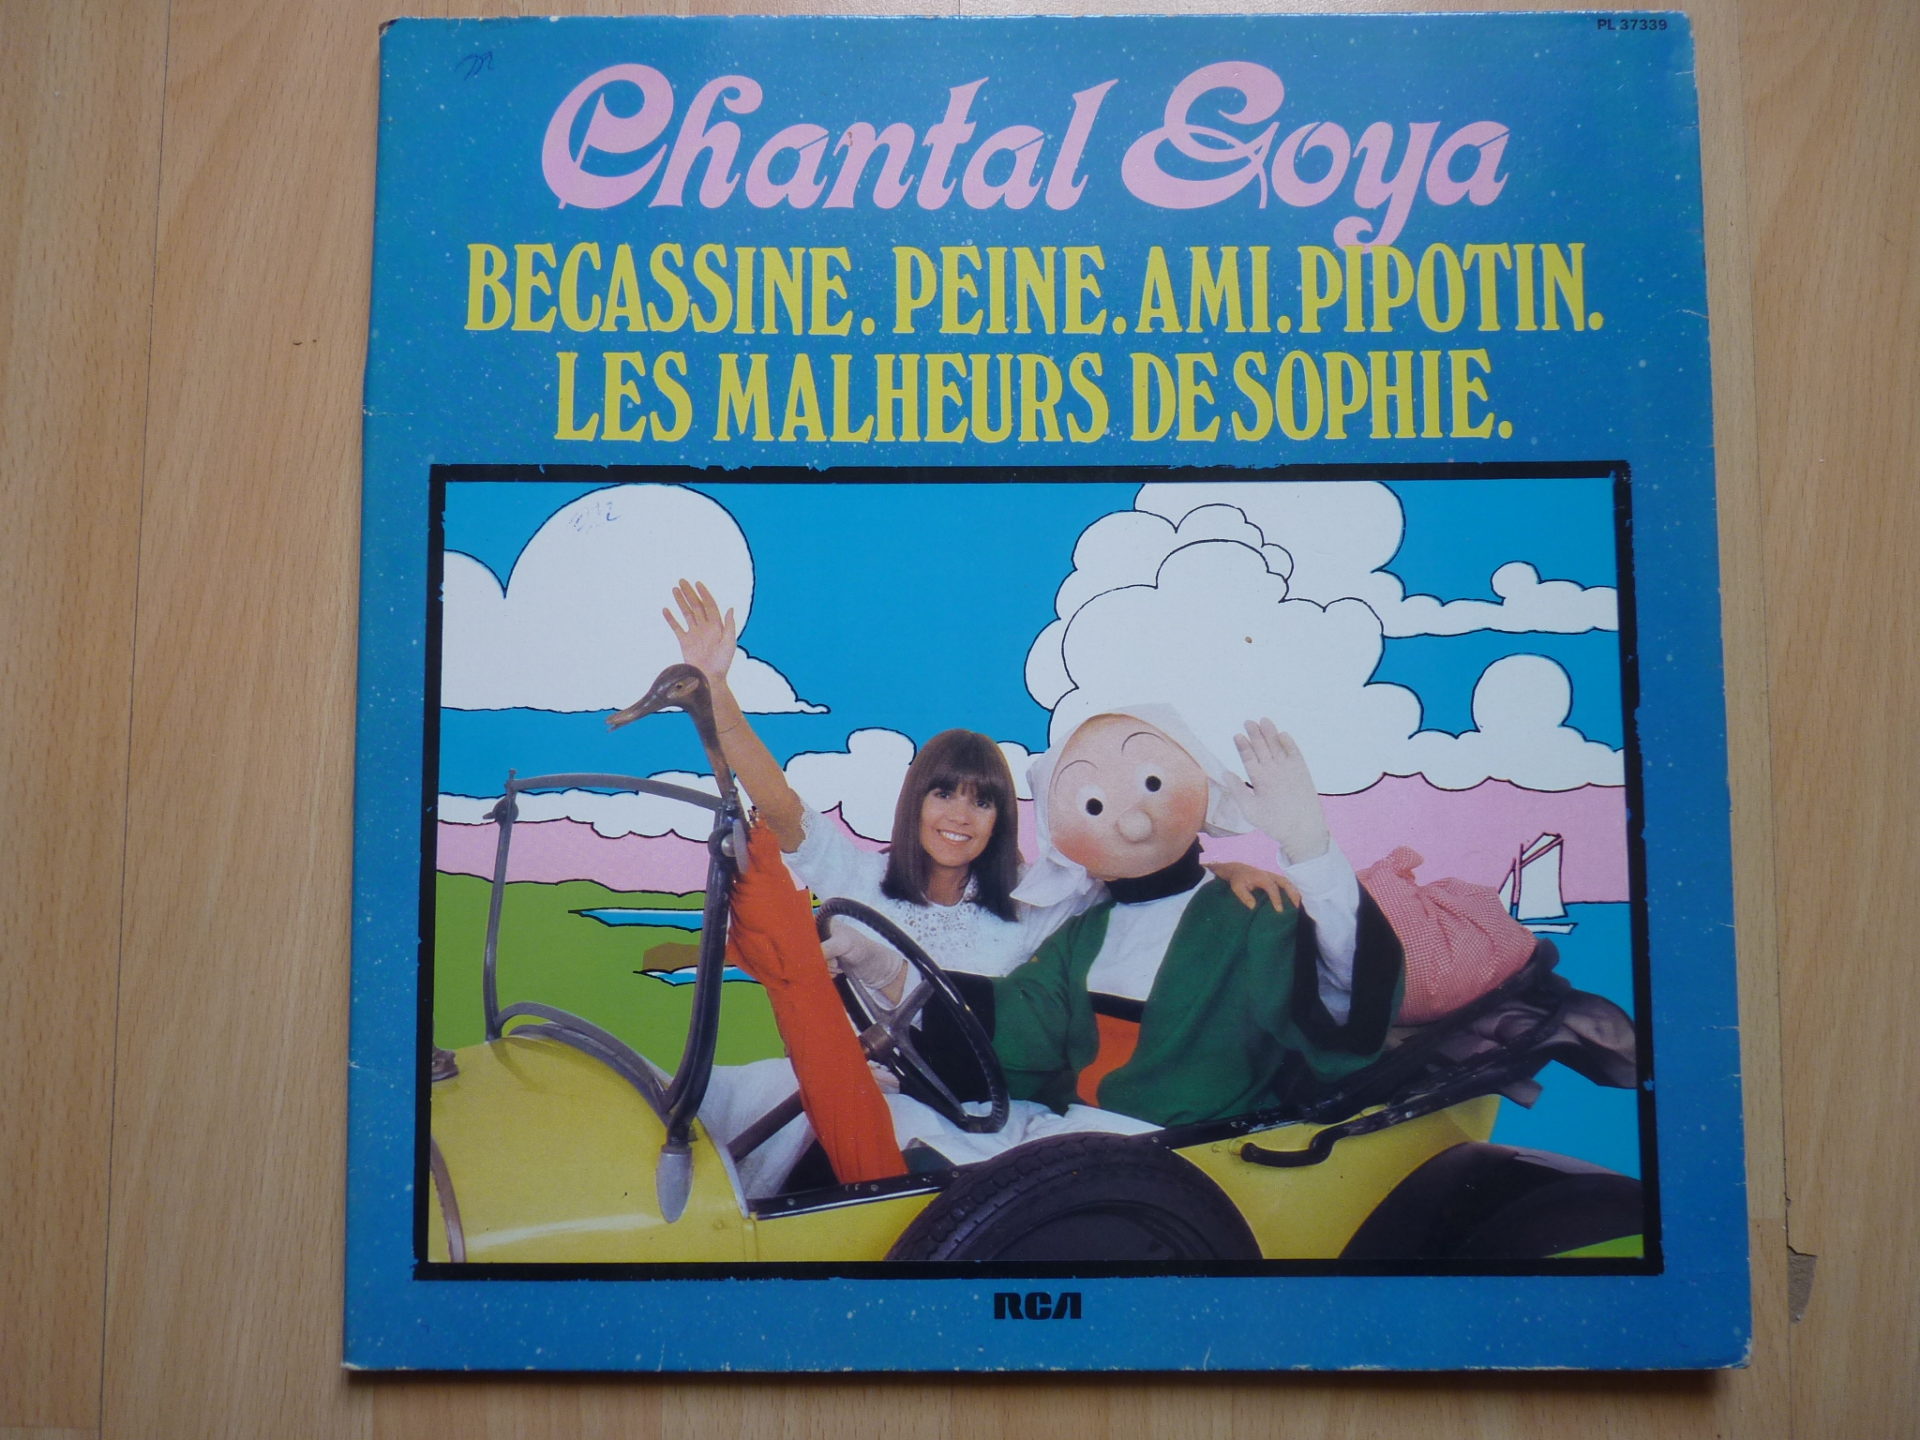 PL 37339
Chantal Goya
BECASSINE. PEINE. AMI. PIPOTIN.
LES MALHEURS DE SOPHIE.
RCA